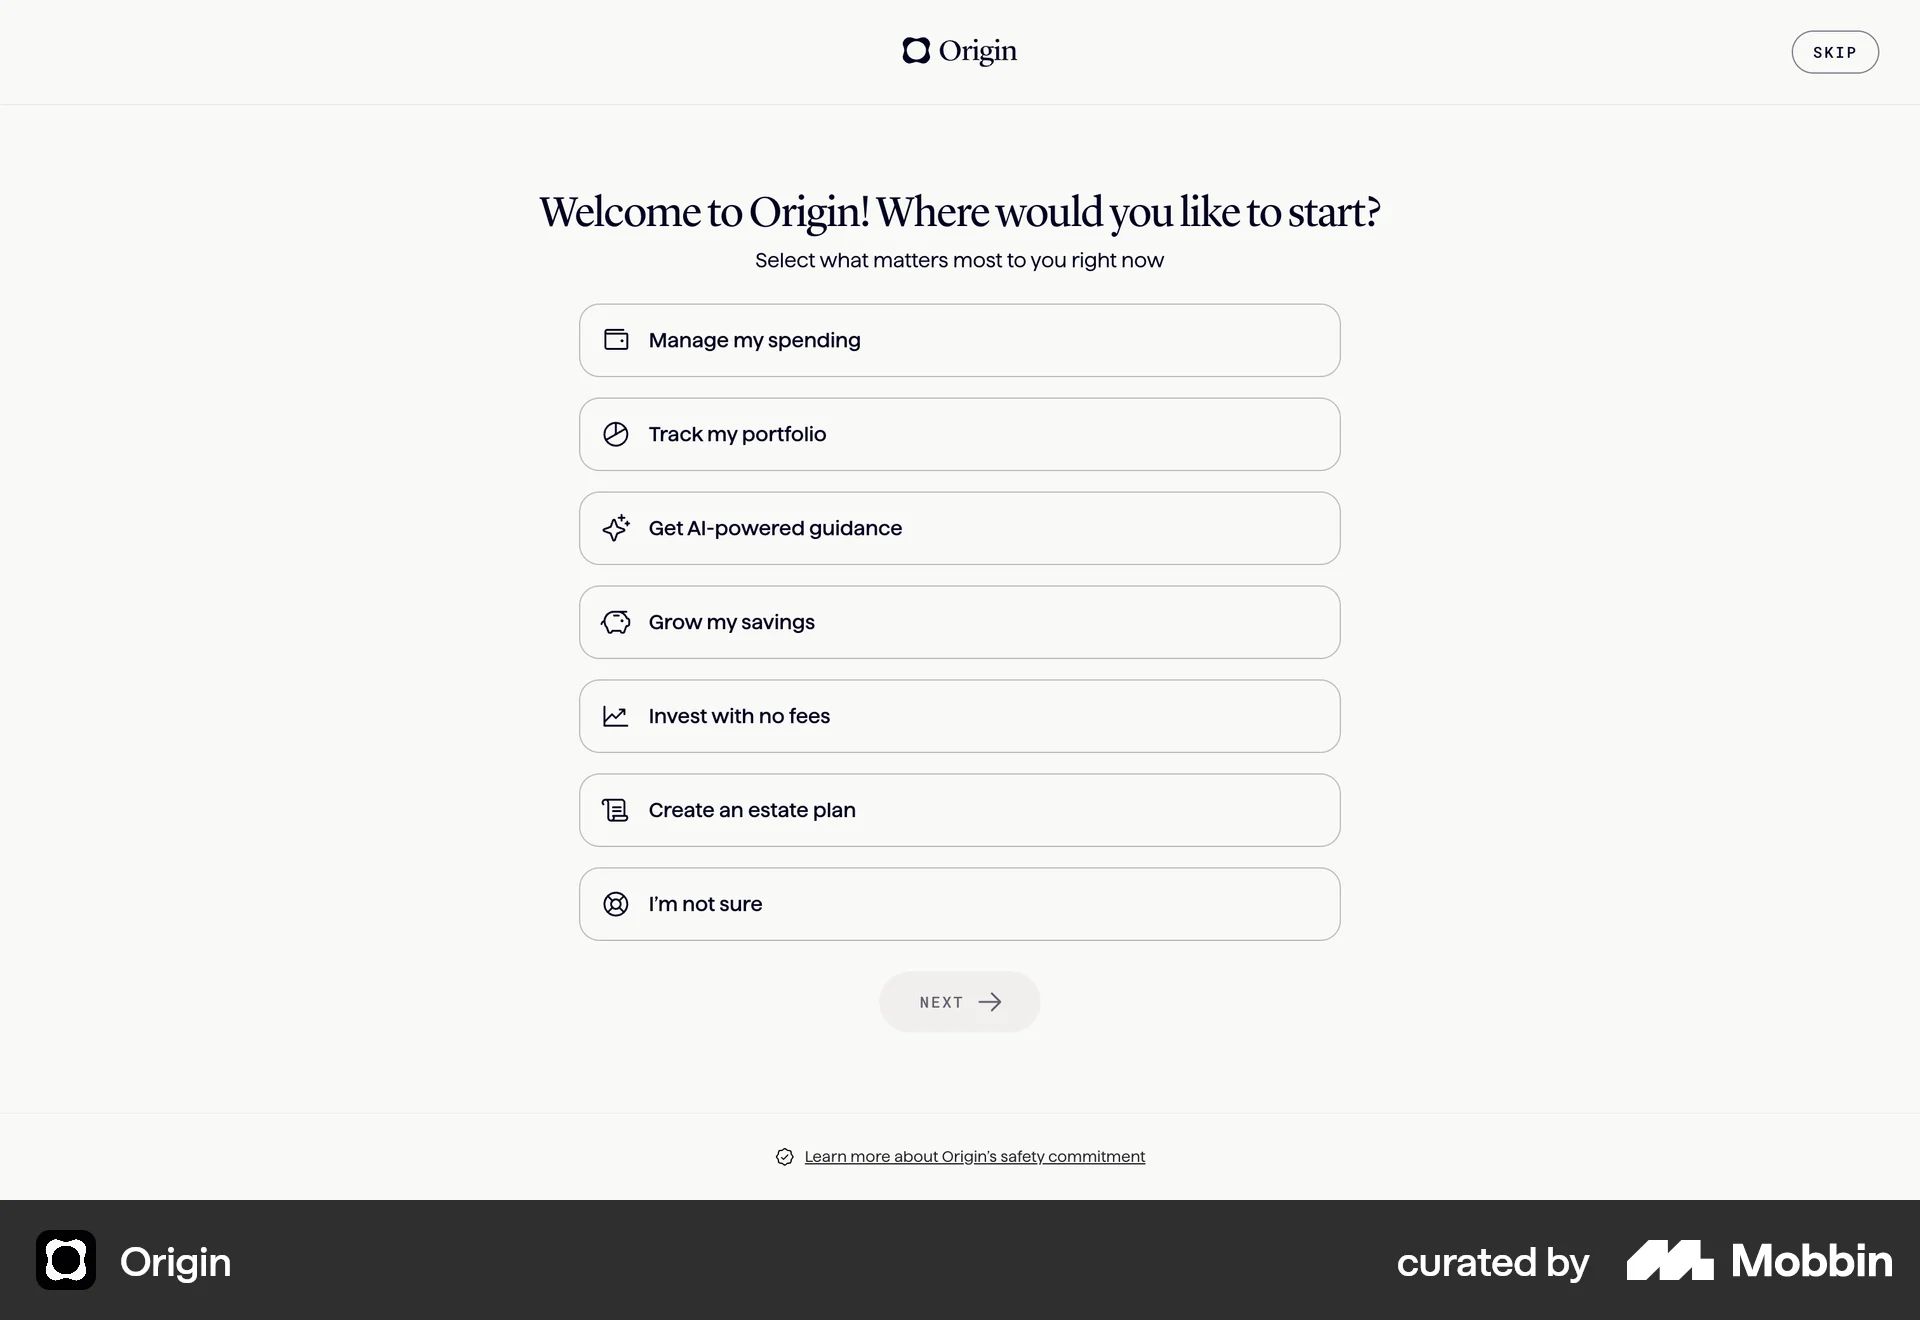 Origin
SKIP
Welcome to Origin! Where would you like to start?
Select what matters most to you right now
Manage my spending
Track my portfolio
Get AI-powered guidance
Grow my savings
Invest with no fees
Create an estate plan
I'm not sure
NEXT
Learn more about Origin's safety commitment
Origin
curated by Mobbin